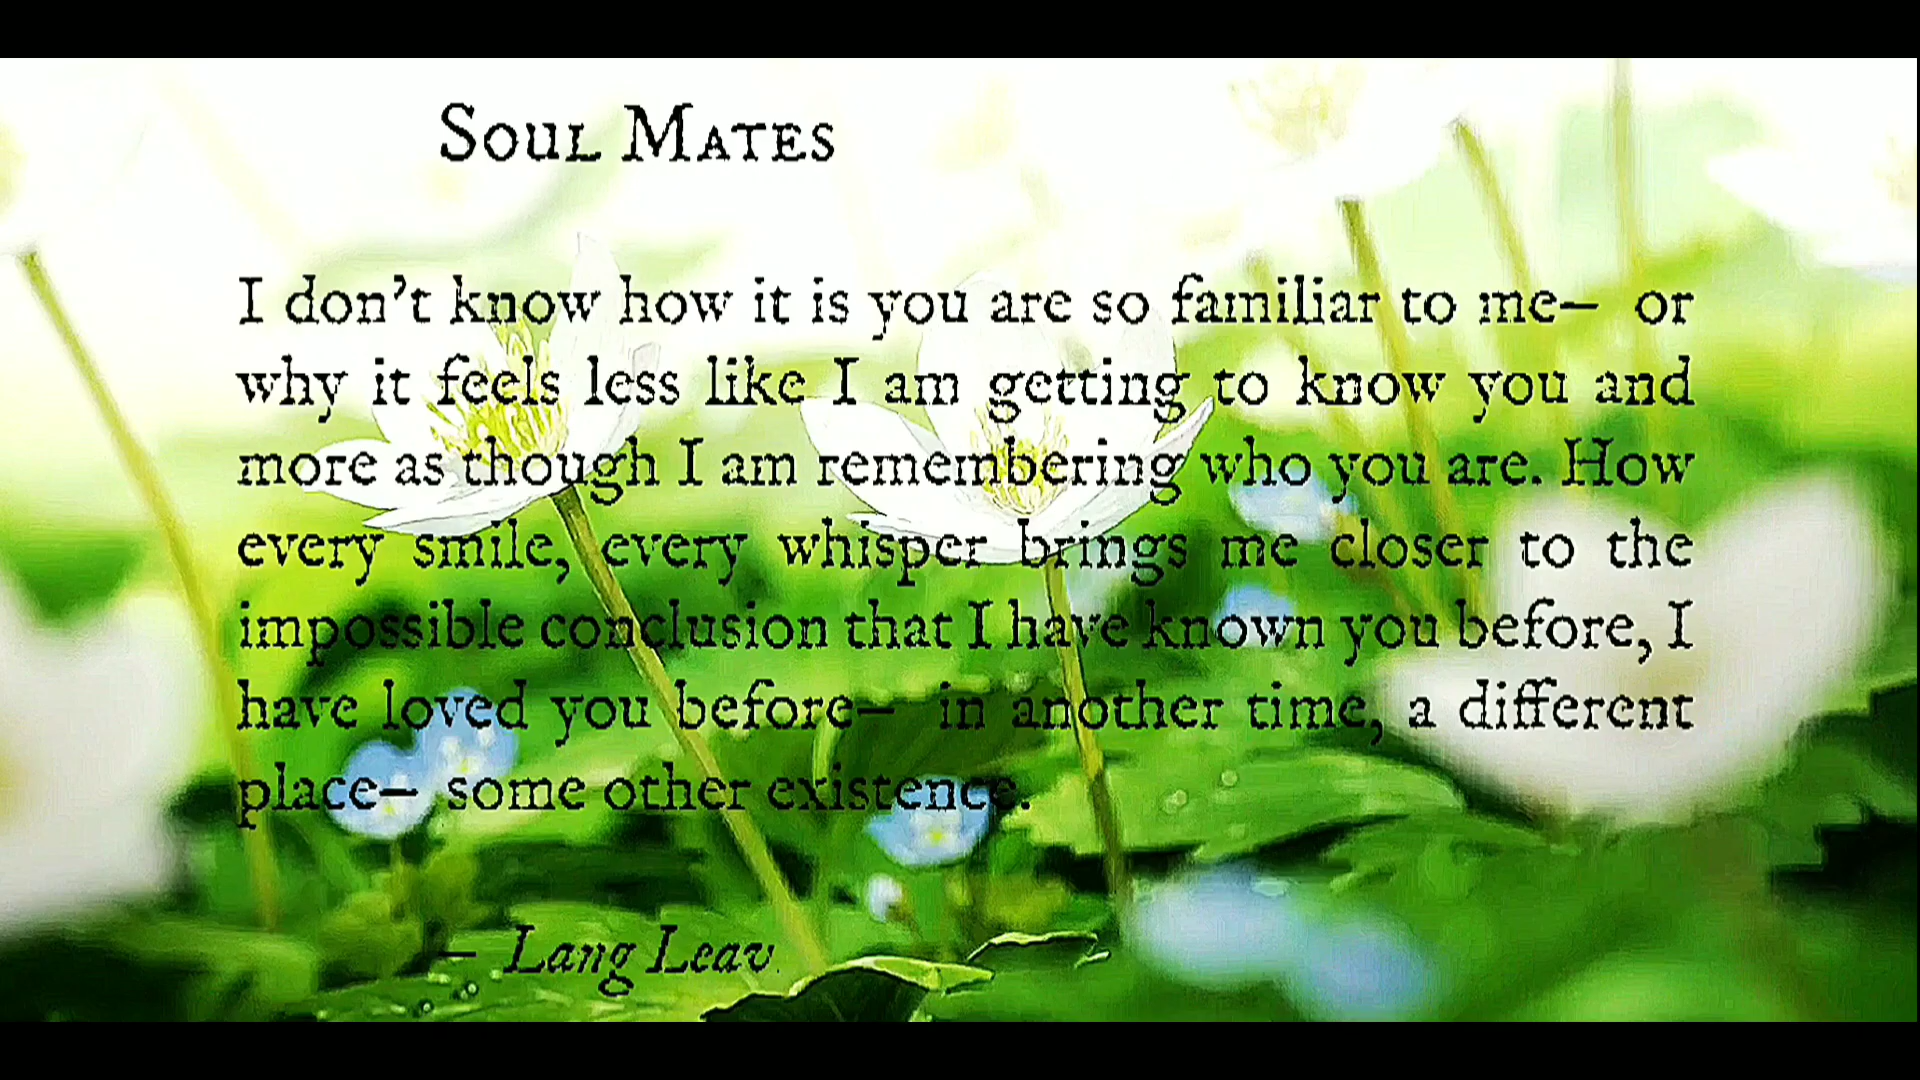 Soul Mates
I don't know how it is you are so familiar to me— or
why it feels less like I am getting to know you and
more as though I am remembering who you are. How
every smile, every whisper brings me closer to the
impossible conclusion that I have known you before, I
have loved you before— in another time, a different
place— some other existence.
— Lang Leav